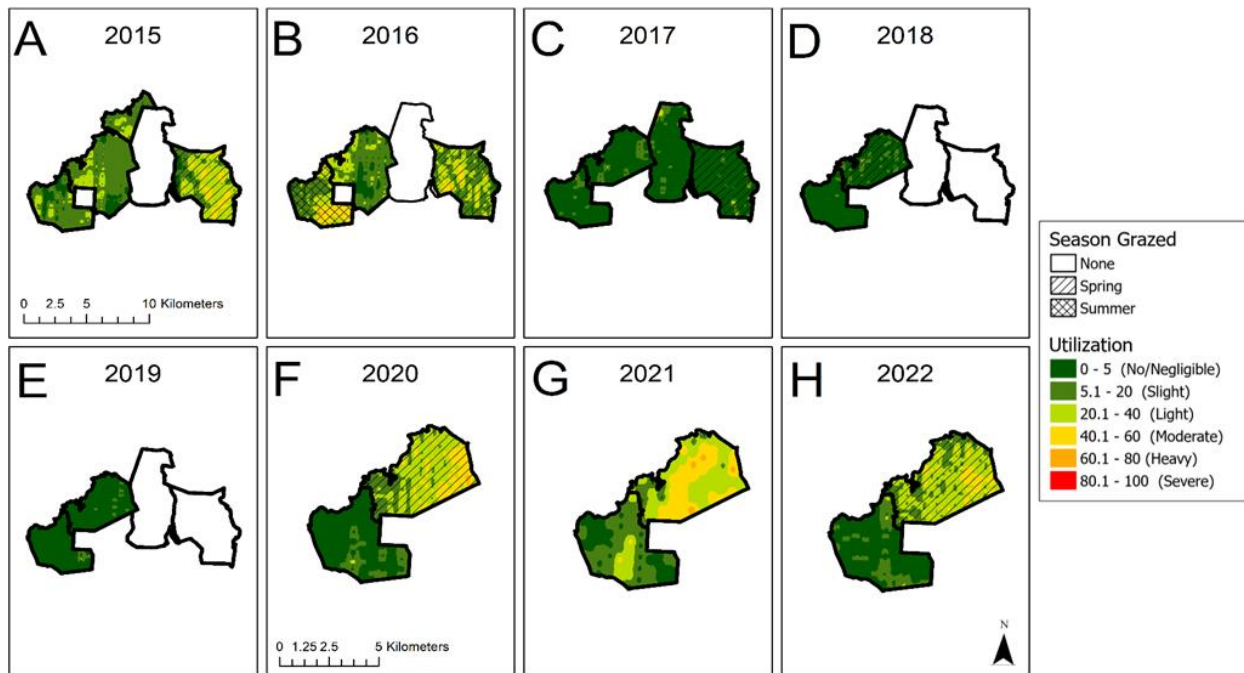 A 2015
B 2016
C 2017
D 2018
0 2.5 5 10 Kilometers
E 2019
F 2020
G 2021
H 2022
0 1.25 2.5 5 Kilometers
N
Season Grazed
None
Spring
Summer
Utilization
0 - 5 (No/Negligible)
5.1 - 20 (Slight)
20.1 - 40 (Light)
40.1 - 60 (Moderate)
60.1 - 80 (Heavy)
80.1 - 100 (Severe)